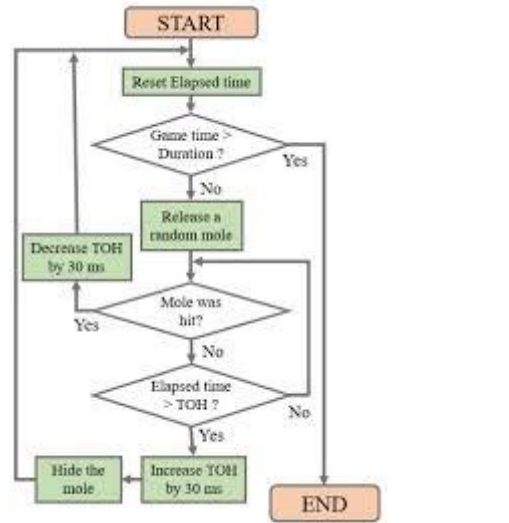 START
Reset Elapsed time
Game time >
Duration ?
Yes
No
Release a
random mole
Decrease TOH
by 30 ms
Mole was
hit?
Yes
No
Elapsed time
> TOH ?
No
Yes
Hide the
mole
Increase TOH
by 30 ms
END